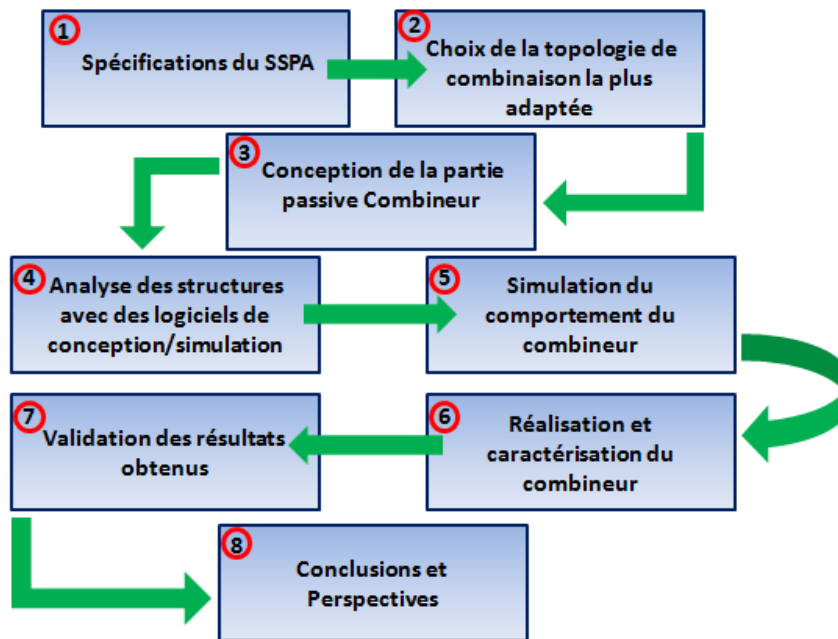 1
Spécifications du SSPA
2
Choix de la topologie de
combinaison la plus
adaptée
3
Conception de la partie
passive Combineur
4
Analyse des structures
avec des logiciels de
conception/simulation
5
Simulation du
comportement du
combineur
6
Réalisation et
caractérisation du
combineur
7
Validation des résultats
obtenus
8
Conclusions et
Perspectives